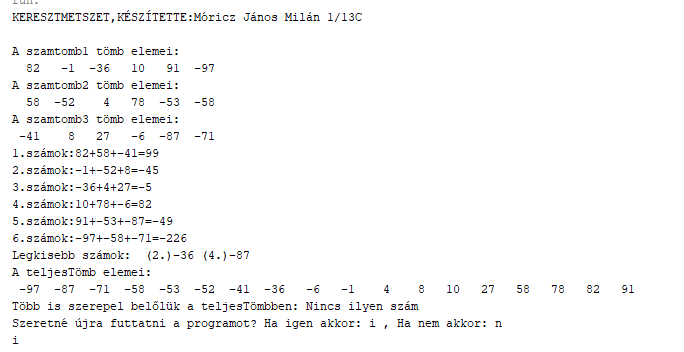 run:
KERESZTMETSZET,KÉSZÍTETTE:Móricz János Milán 1/13C
A szamtomb1 tömb elemei:
82 -1 -36 10 91 -97
A szamtomb2 tömb elemei:
58 -52 4 78 -53 -58
A szamtomb3 tömb elemei:
-41 8 27 -6 -87 -71
1.számok:82+58+-41=99
2.számok:-1+-52+8=-45
3.számok:-36+4+27=-5
4.számok:10+78+-6=82
5.számok:91+-53+-87=-49
6.számok:-97+-58+-71=-226
Legkisebb számok: (2.)-36 (4.)-87
A teljesTömb elemei:
-97 -87 -71 -58 -53 -52 -41 -36 -6 -1 4 8 10 27 58 78 82 91
Több is szerepel belőlük a teljesTömbben: Nincs ilyen szám
Szeretné újra futtatni a programot? Ha igen akkor: i , Ha nem akkor: n
i